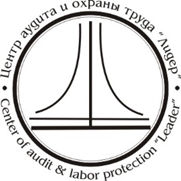 • Центр аудита и охраны труда "Лидер" •
Center of audit & labor protection "Leader"